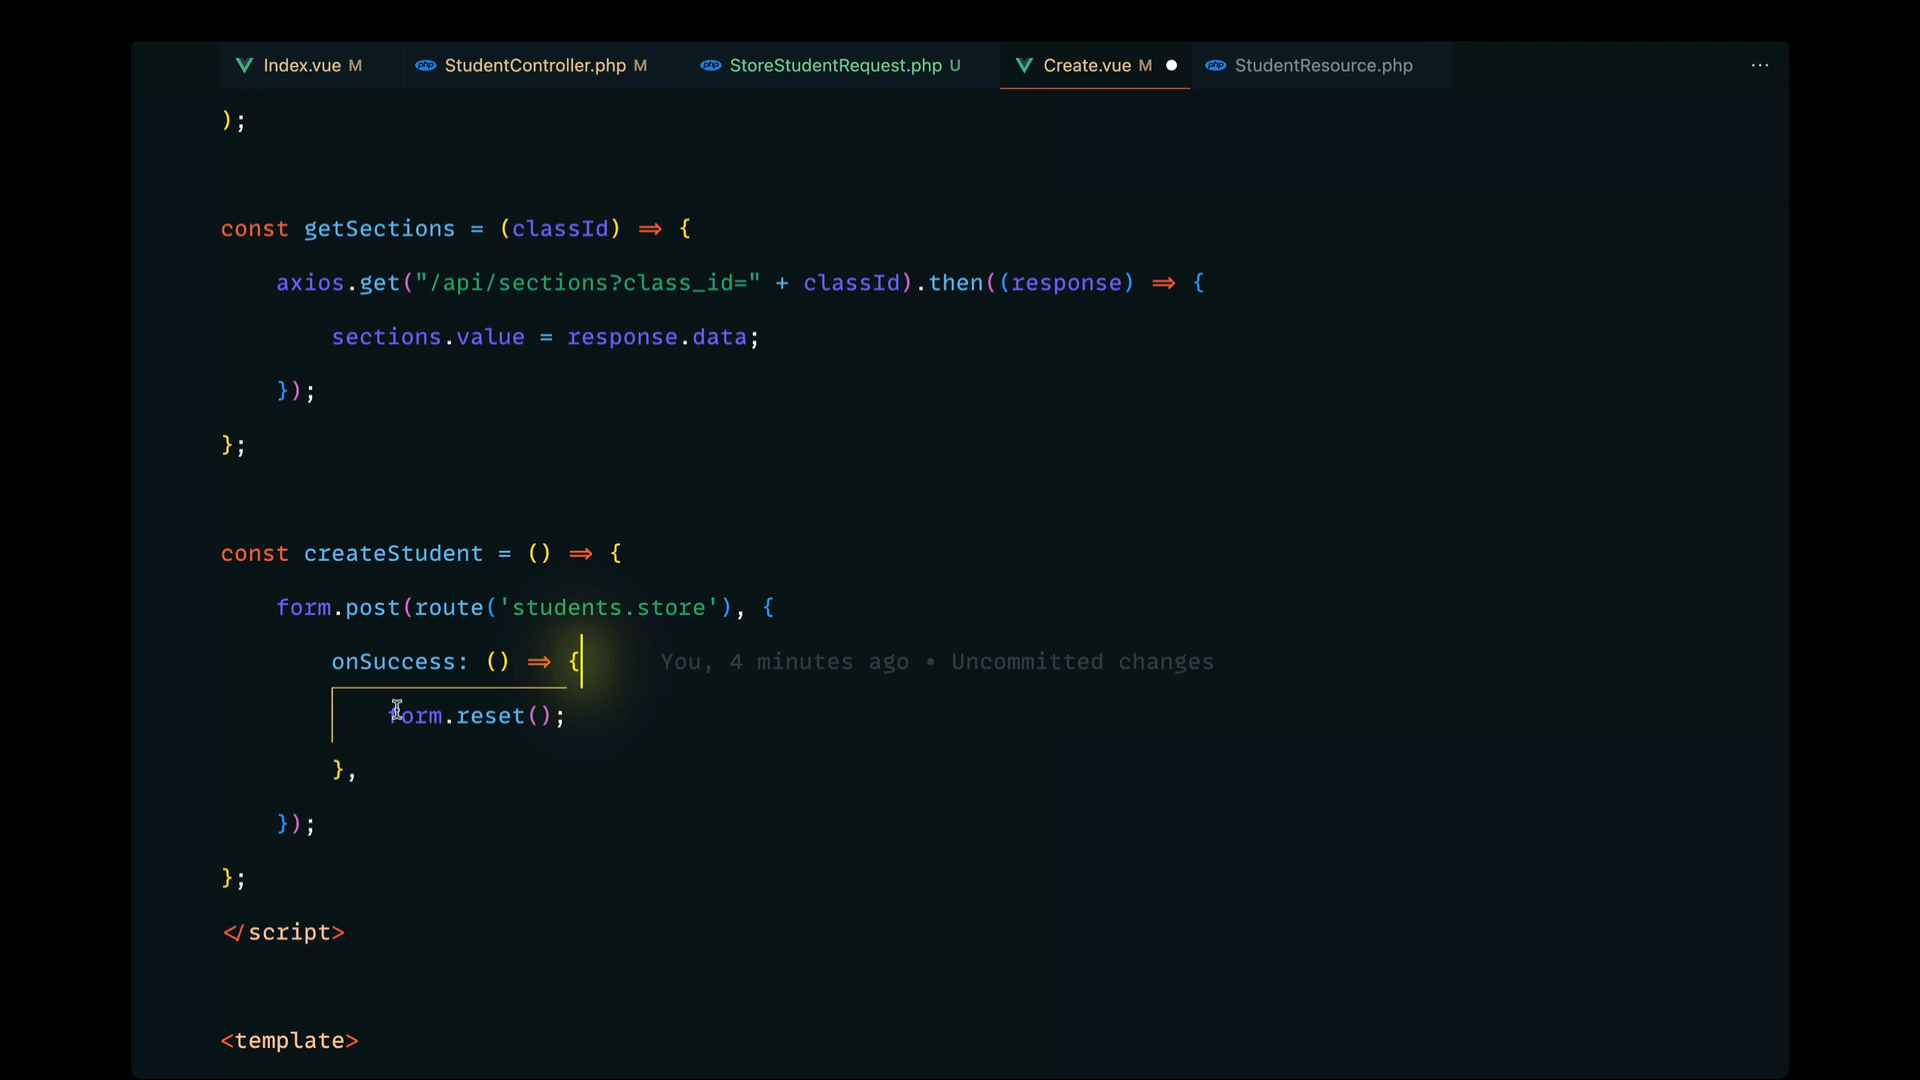 Index.vue M StudentController.php M StoreStudentRequest.php U Create.vue M StudentResource.php ...
);
const getSections = (classId) => {
    axios.get("/api/sections?class_id=" + classId).then((response) => {
        sections.value = response.data;
    });
};
const createStudent = () => {
    form.post(route('students.store'), {
        onSuccess: () => { You, 4 minutes ago • Uncommitted changes
            form.reset();
        },
    });
};
</script>
<template>